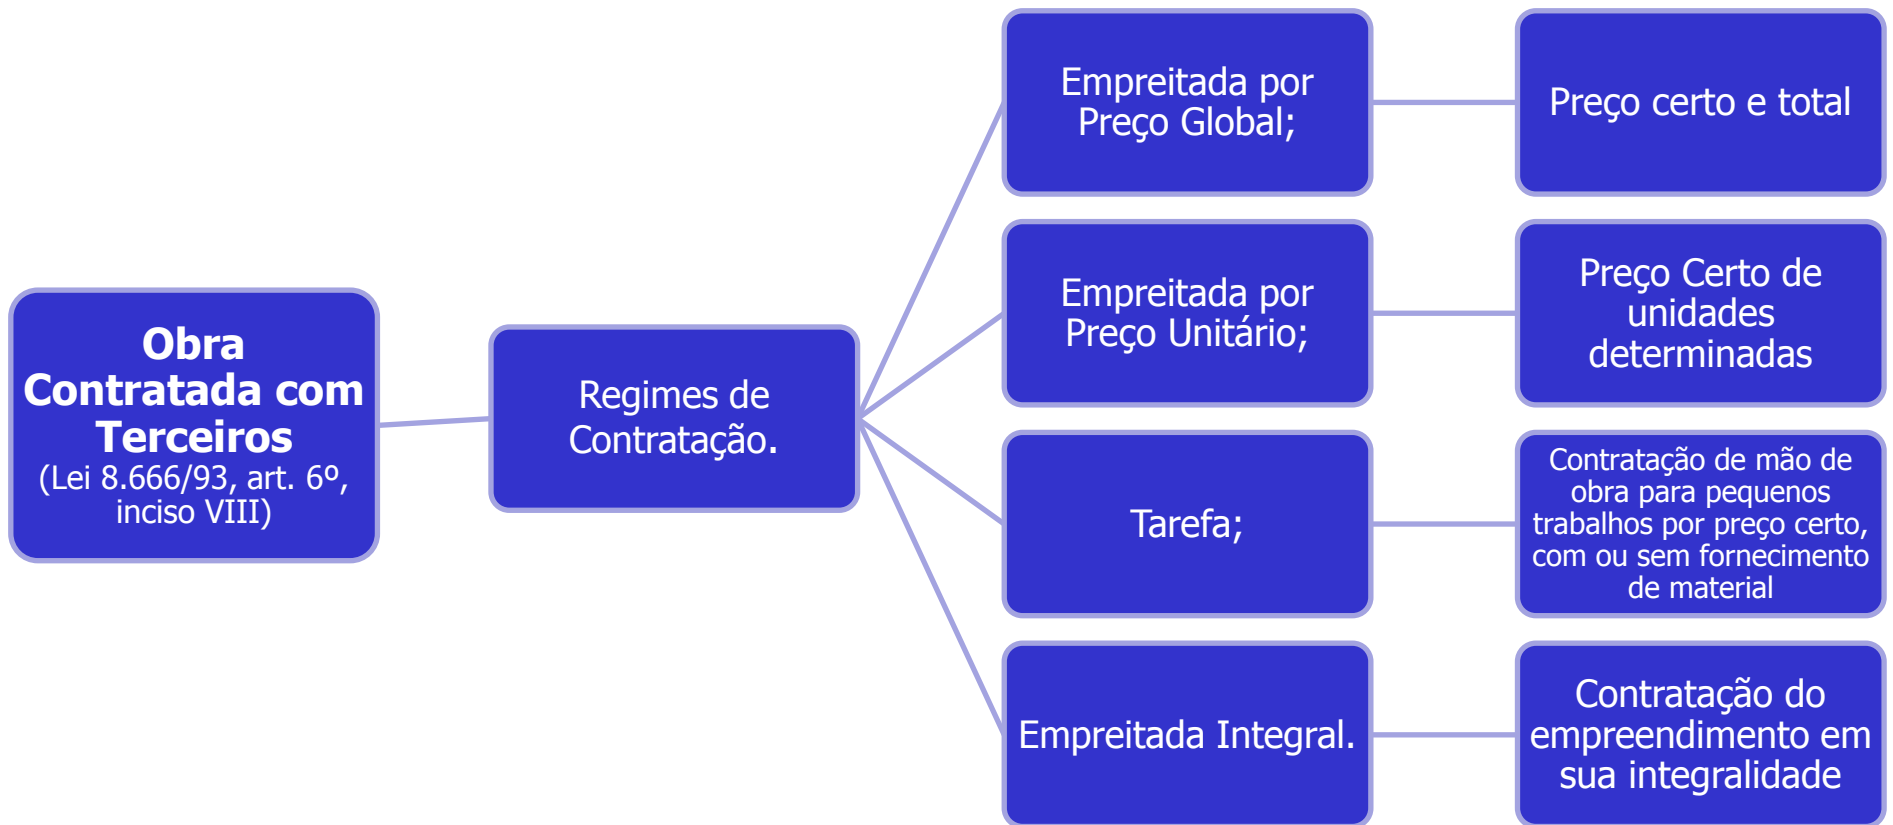 Obra
Contratada com
Terceiros
(Lei 8.666/93, art. 6º,
inciso VIII)
Regimes de
Contratação.
Empreitada por
Preço Global;
Preço certo e total
Empreitada por
Preço Unitário;
Preço Certo de
unidades
determinadas
Tarefa;
Contratação de mão de
obra para pequenos
trabalhos por preço certo,
com ou sem fornecimento
de material
Empreitada Integral.
Contratação do
empreendimento em
sua integralidade